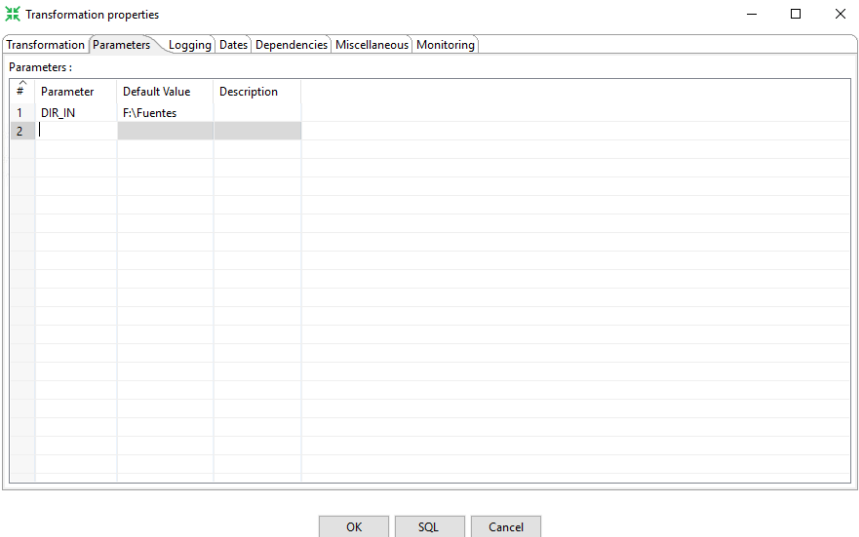 Transformation properties
Transformation Parameters Logging Dates Dependencies Miscellaneous Monitoring
Parameters :
# Parameter Default Value Description
1 DIR_IN F:\Fuentes
2
OK SQL Cancel